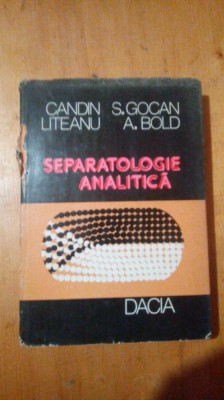 CANDIN S.GOCAN
LITEANU A.BOLD
SEPARATOLOGIE
ANALITICĂ
DACIA